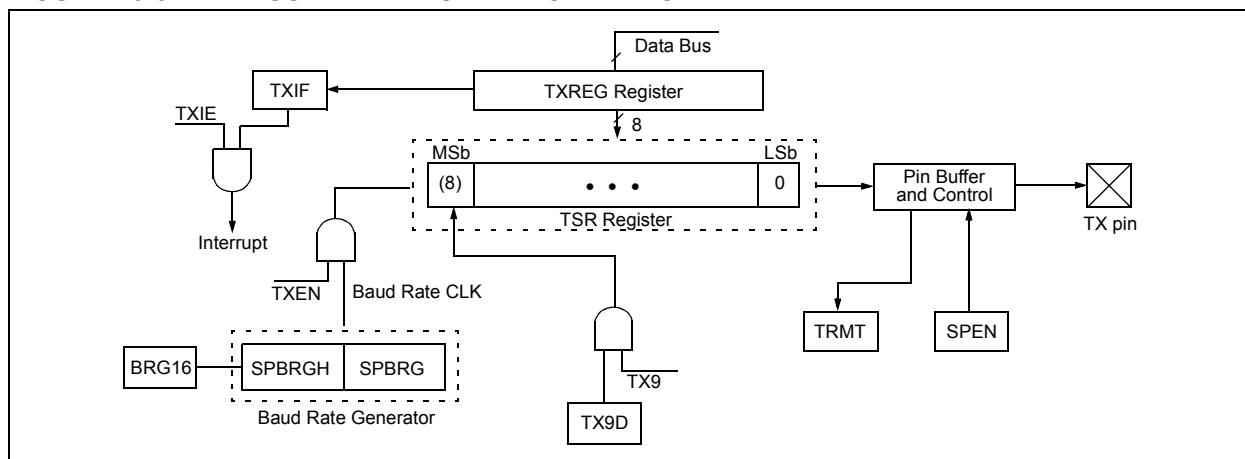 Data Bus
TXIF
TXREG Register
TXIE
8
MSb
LSb
(8)
• • •
0
Pin Buffer
and Control
TSR Register
TX pin
Interrupt
TXEN
Baud Rate CLK
TRMT
SPEN
BRG16
SPBRGH
SPBRG
TX9
Baud Rate Generator
TX9D